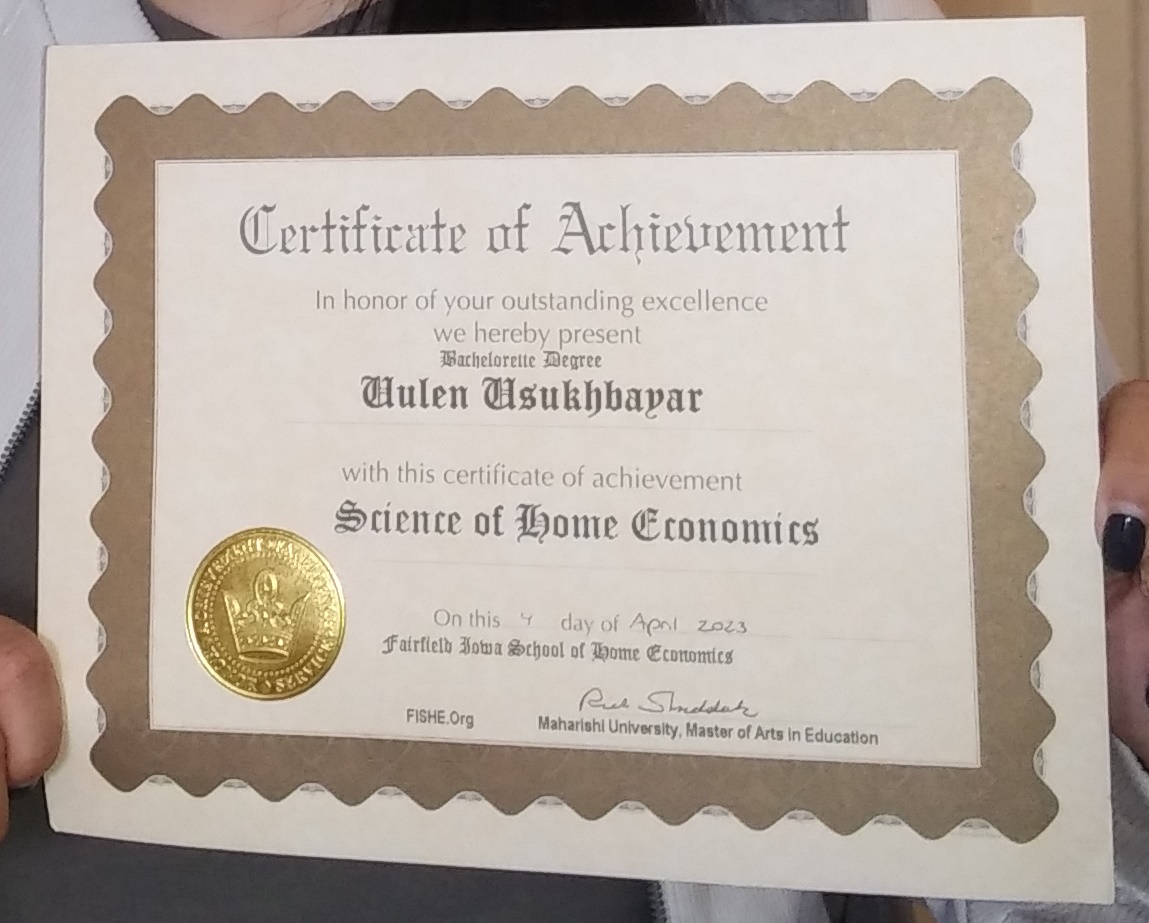 Certificate of Achievement
In honor of your outstanding excellence
we hereby present
Bachelorette Degree
Uulen Usukhbayar
with this certificate of achievement
Science of Home Economics
On this 4 day of April 2023
Fairfield Iowa School of Home Economics
FISHE.Org
Maharishi University, Master of Arts in Education
SERVICE